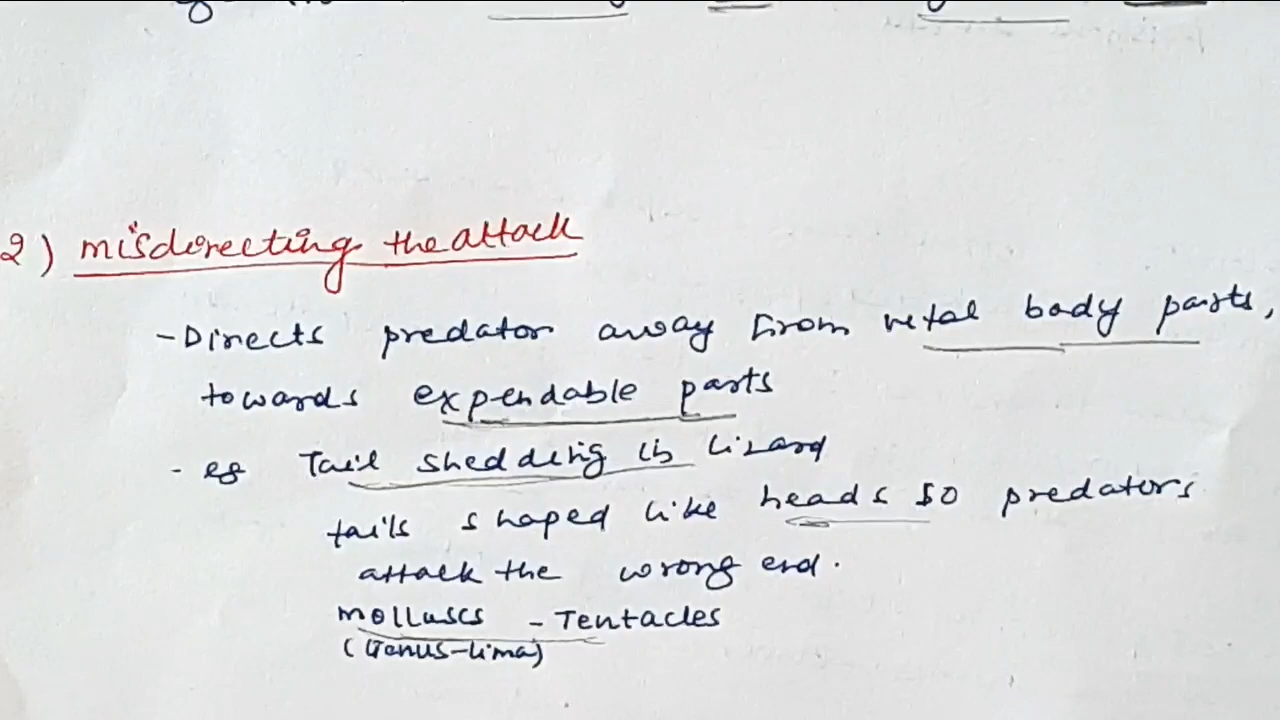 2) misdirecting the attack
- Directs predator away from vital body parts,
towards expendable parts
- eg Tail shedding in lizard
tails shaped like heads so predators
attack the wrong end.
molluscs - Tentacles
(Genus-lima)